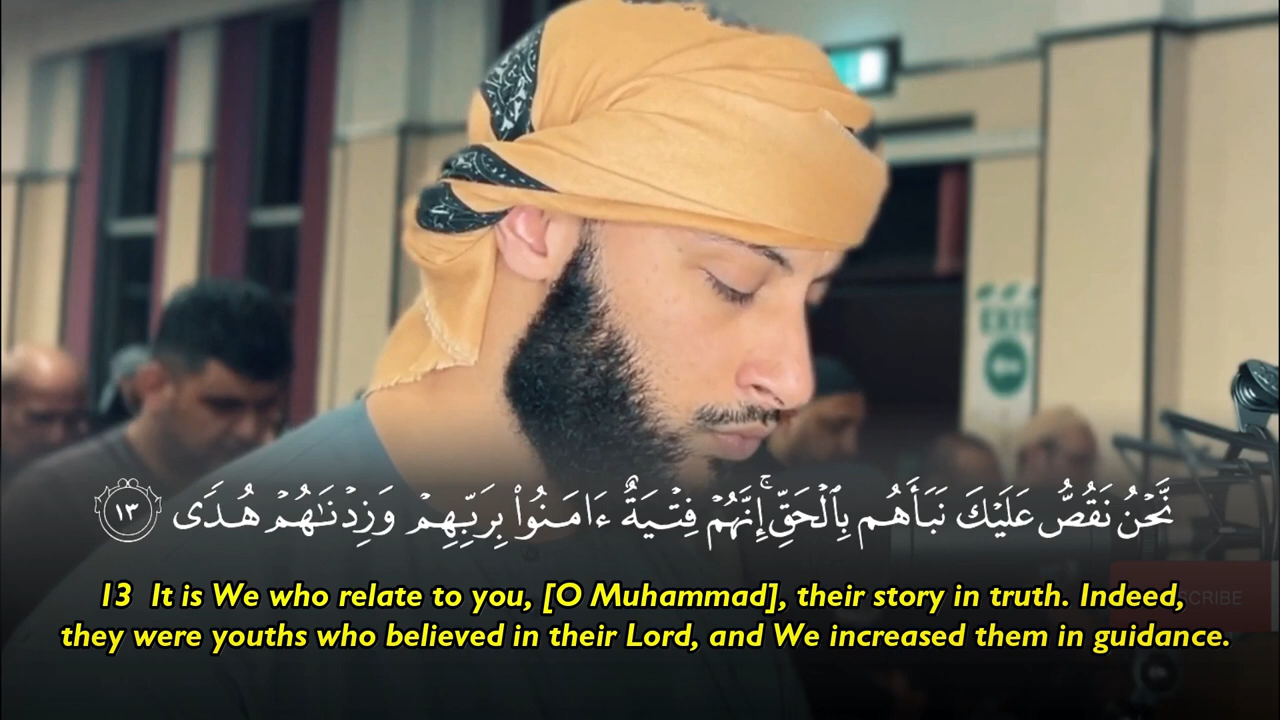 EXIT
نَّحْنُ نَقُصُّ عَلَيْكَ نَبَأَهُم بِٱلْحَقِّ ۚ إِنَّهُمْ فِتْيَةٌ ءَامَنُوا۟ بِرَبِّهِمْ وَزِدْنَـٰهُمْ هُدًى ١٣
13 It is We who relate to you, [O Muhammad], their story in truth. Indeed,
they were youths who believed in their Lord, and We increased them in guidance.